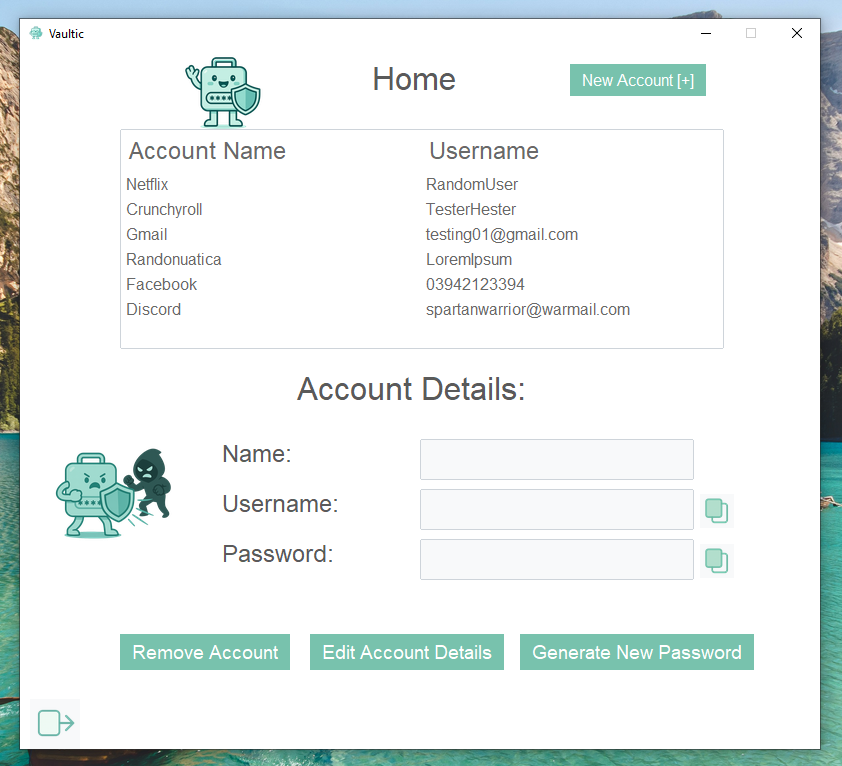 Vaultic
Home
New Account [+]
Account Name Username
Netflix RandomUser
Crunchyroll TesterHester
Gmail testing01@gmail.com
Randonuatica LoremIpsum
Facebook 03942123394
Discord spartanwarrior@warmail.com
Account Details:
Name:
Username:
Password:
Remove Account Edit Account Details Generate New Password